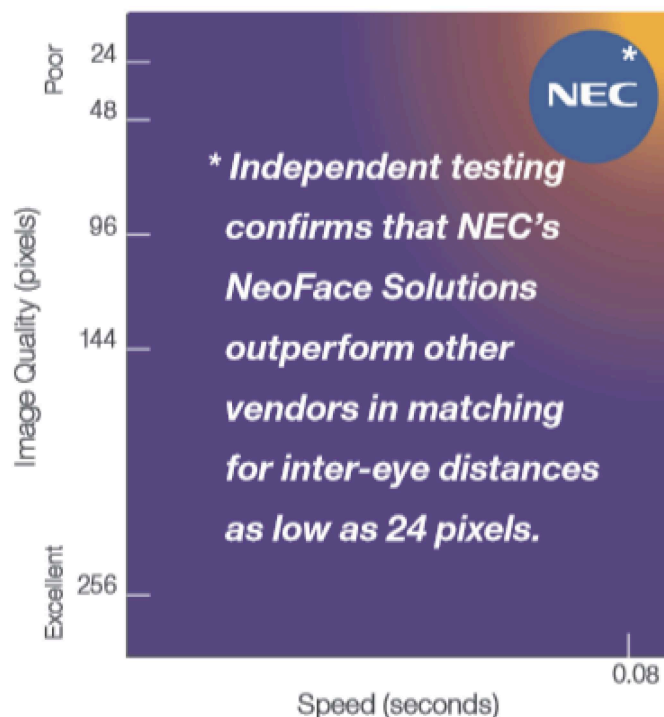 Poor
24
48
Image Quality (pixels)
96
144
Excellent
256
*
NEC
* Independent testing
confirms that NEC's
NeoFace Solutions
outperform other
vendors in matching
for inter-eye distances
as low as 24 pixels.
0.08
Speed (seconds)